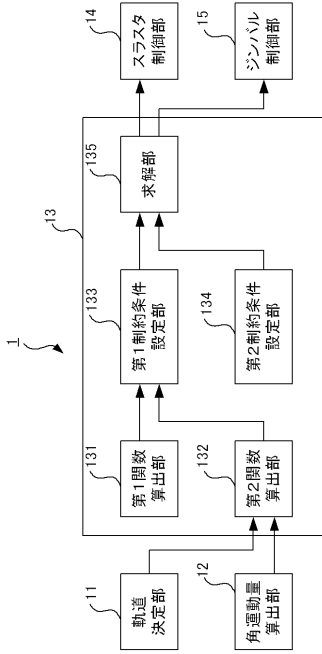 1
13
11
軌道
決定部
12
角運動量
算出部
131
第1関数
算出部
132
第2関数
算出部
133
第1制約条件
設定部
134
第2制約条件
設定部
135
求解部
14
スラスタ
制御部
15
ジンバル
制御部